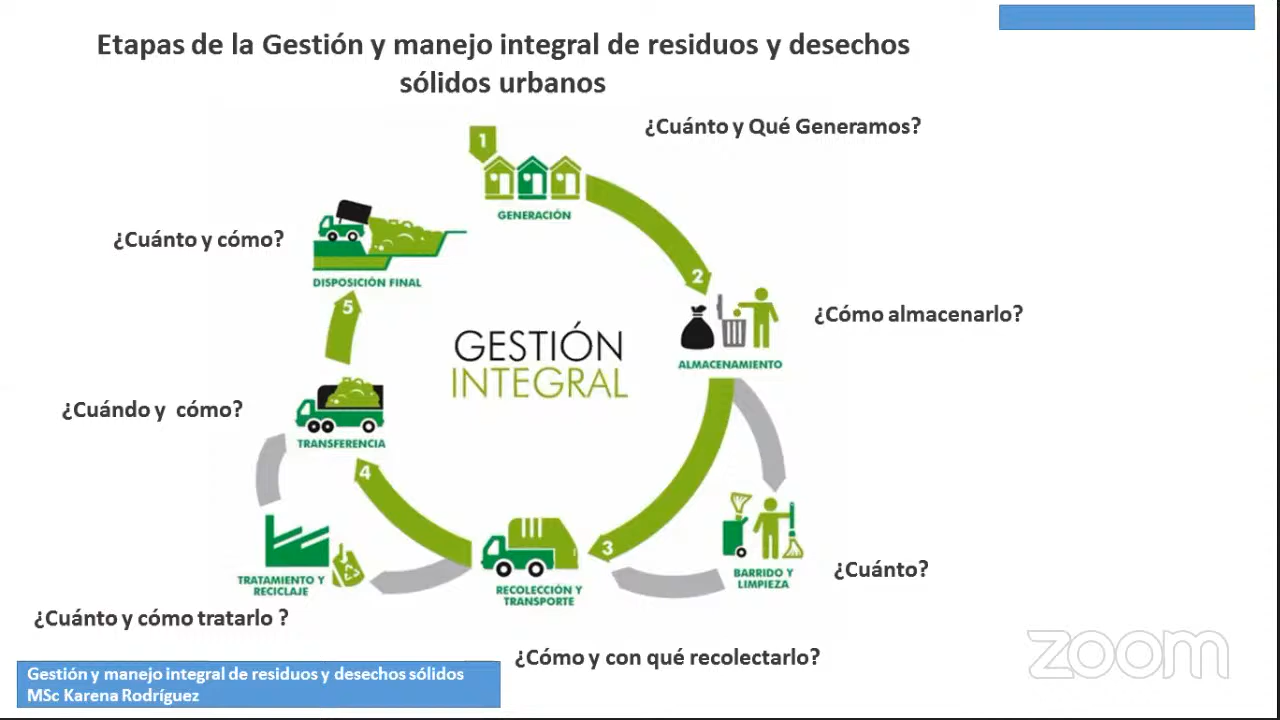 Etapas de la Gestión y manejo integral de residuos y desechos
sólidos urbanos
¿Cuánto y Qué Generamos?
1
GENERACIÓN
¿Cuánto y cómo?
DISPOSICIÓN FINAL
2
5
¿Cómo almacenarlo?
GESTIÓN
INTEGRAL
ALMACENAMIENTO
¿Cuándo y cómo?
TRANSFERENCIA
4
3
TRATAMIENTO Y
RECICLAJE
RECOLECCIÓN Y
TRANSPORTE
BARRIDO Y
LIMPIEZA
¿Cuánto?
¿Cuánto y cómo tratarlo ?
¿Cómo y con qué recolectarlo?
zoom
Gestión y manejo integral de residuos y desechos sólidos
MSc Karena Rodríguez